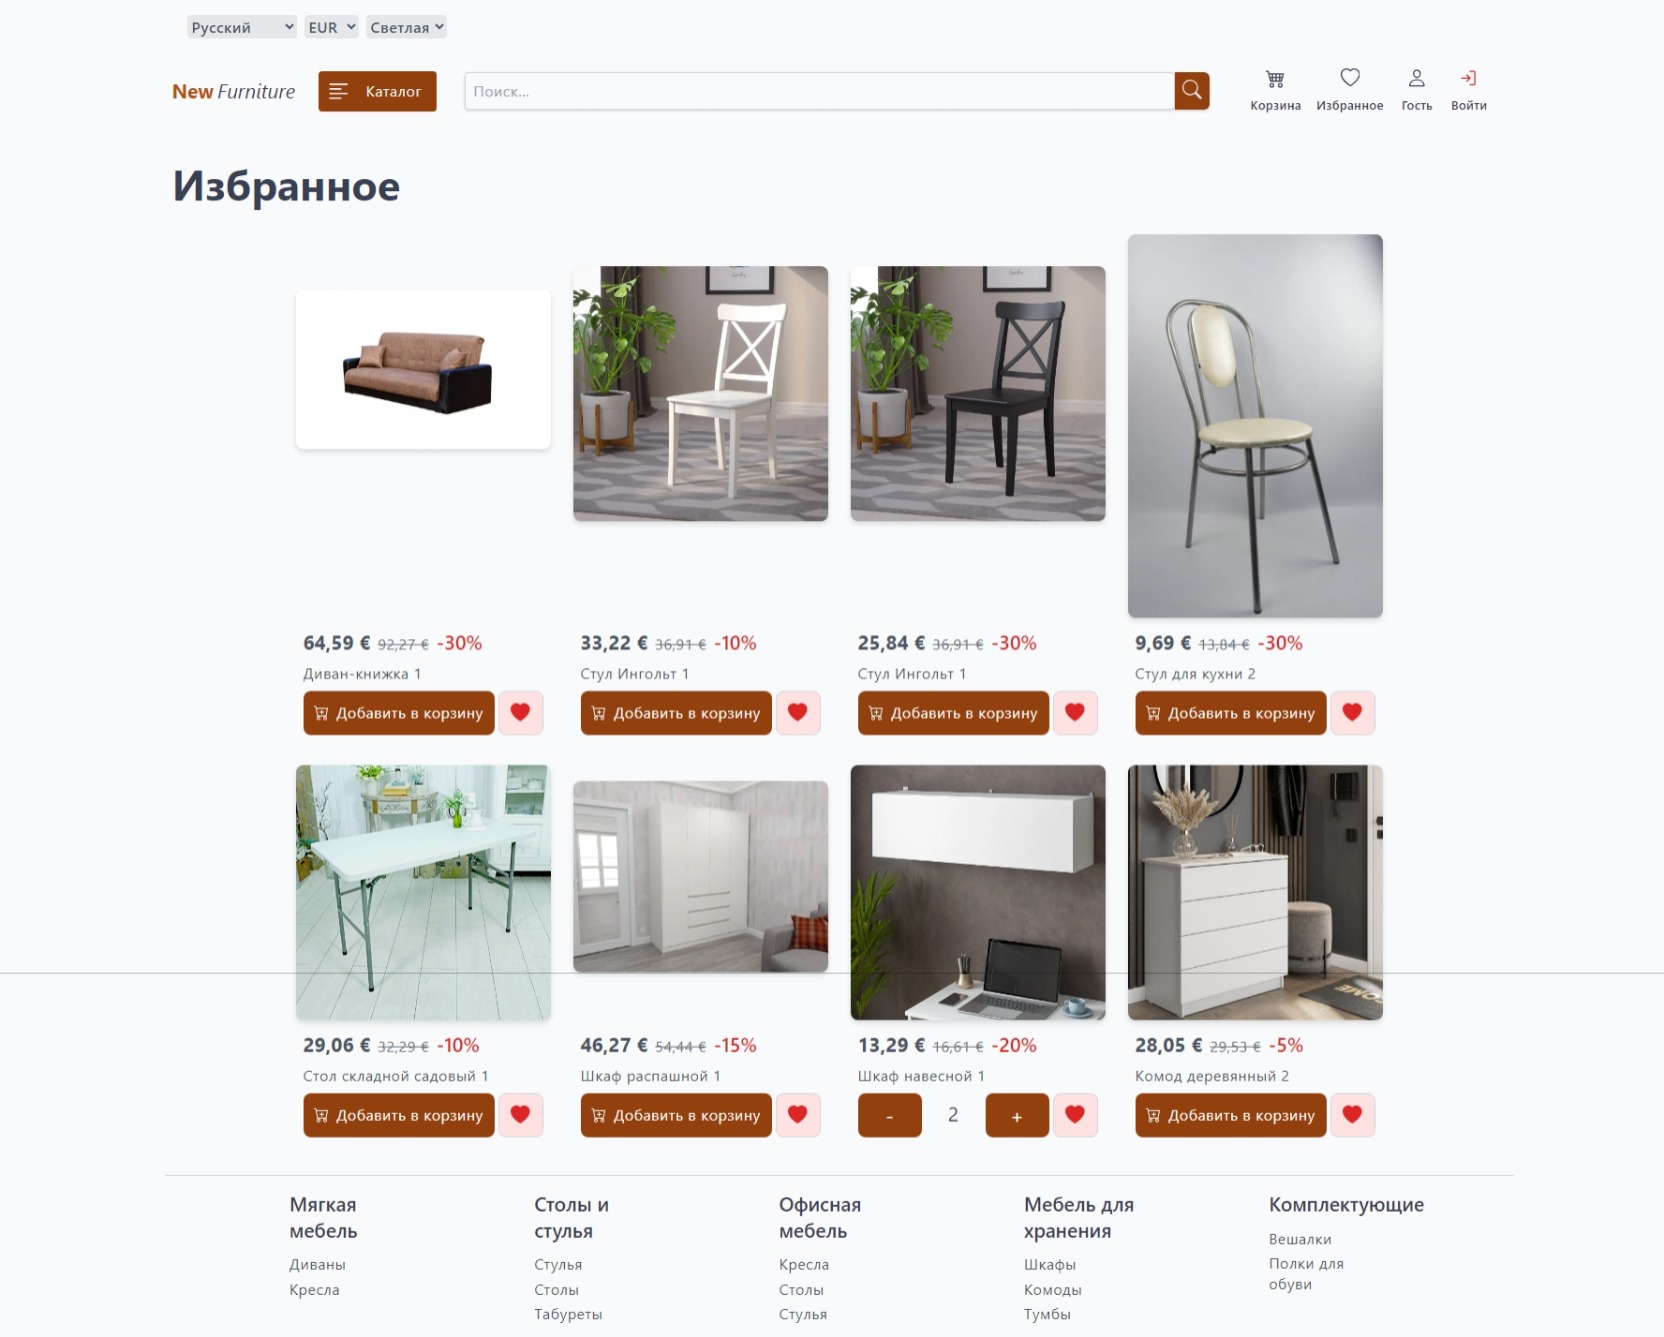 Русский EUR Светлая
New Furniture Каталог Поиск... Корзина Избранное Гость Войти
Избранное
64,59 € 92,27 € -30% 33,22 € 36,91 € -10% 25,84 € 36,91 € -30% 9,69 € 13,84 € -30%
Диван-книжка 1 Стул Ингольт 1 Стул Ингольт 1 Стул для кухни 2
Добавить в корзину Добавить в корзину Добавить в корзину Добавить в корзину
29,06 € 32,29 € -10% 46,27 € 54,44 € -15% 13,29 € 16,61 € -20% 28,05 € 29,53 € -5%
Стол складной садовый 1 Шкаф распашной 1 Шкаф навесной 1 Комод деревянный 2
Добавить в корзину Добавить в корзину - 2 + Добавить в корзину
Мягкая мебель
Диваны
Кресла
Столы и стулья
Стулья
Столы
Табуреты
Офисная мебель
Кресла
Столы
Стулья
Мебель для хранения
Шкафы
Комоды
Тумбы
Комплектующие
Вешалки
Полки для обуви